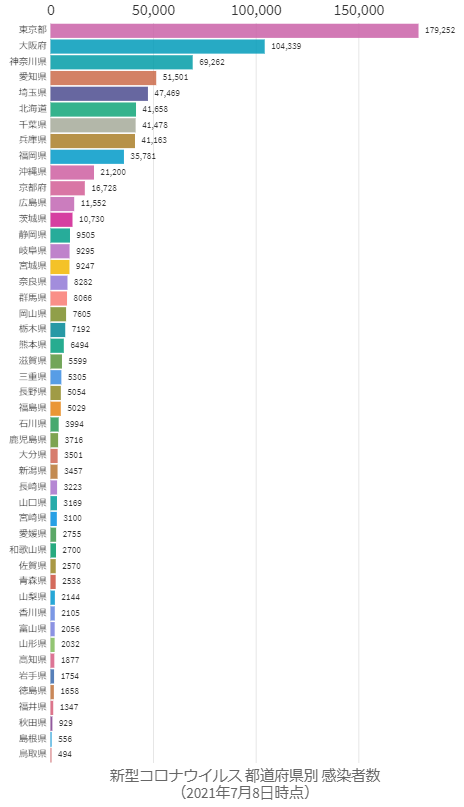 0 50,000 100,000 150,000
東京都 179,252
大阪府 104,339
神奈川県 69,262
愛知県 51,501
埼玉県 47,469
北海道 41,658
千葉県 41,478
兵庫県 41,163
福岡県 35,781
沖縄県 21,200
京都府 16,728
広島県 11,552
茨城県 10,730
静岡県 9505
岐阜県 9295
宮城県 9247
奈良県 8282
群馬県 8066
岡山県 7605
栃木県 7192
熊本県 6494
滋賀県 5599
三重県 5305
長野県 5054
福島県 5029
石川県 3994
鹿児島県 3716
大分県 3501
新潟県 3457
長崎県 3223
山口県 3169
宮崎県 3100
愛媛県 2755
和歌山県 2700
佐賀県 2570
青森県 2538
山梨県 2144
香川県 2105
富山県 2056
山形県 2032
高知県 1877
岩手県 1754
徳島県 1658
福井県 1347
秋田県 929
島根県 556
鳥取県 494
新型コロナウイルス 都道府県別 感染者数
（2021年7月8日時点）